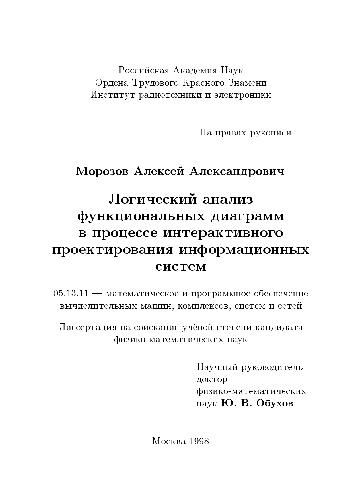 Российская Академия Наук
Ордена Трудового Красного Знамени
Институт радиотехники и электроники
На правах рукописи
Морозов Алексей Александрович
Логический анализ
функциональных диаграмм
в процессе интерактивного
проектирования информационных
систем
05.13.11 — математическое и программное обеспечение
вычислительных машин, комплексов, систем и сетей
Диссертация на соискание учёной степени кандидата
физико-математических наук
Научный руководитель
доктор
физико-математических
наук Ю. В. Обухов
Москва 1998